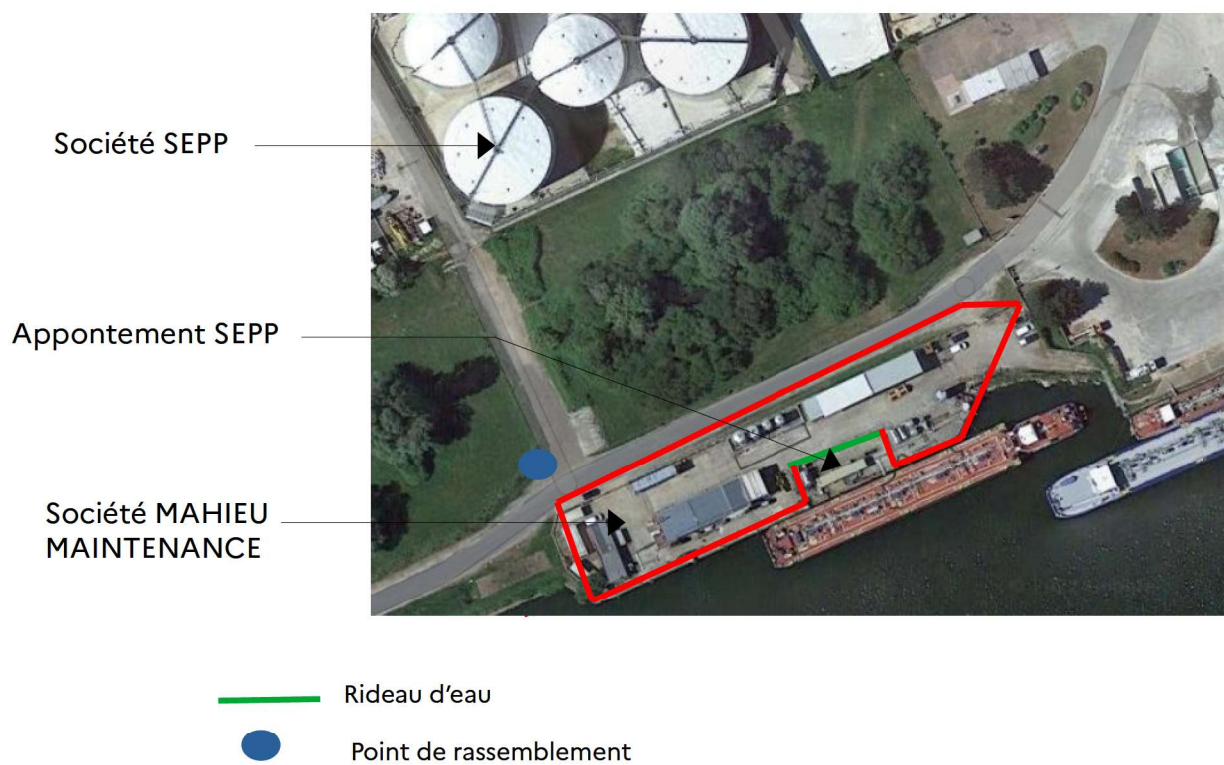 Société SEPP
Appontement SEPP
Société MAHIEU
MAINTENANCE
Rideau d'eau
Point de rassemblement